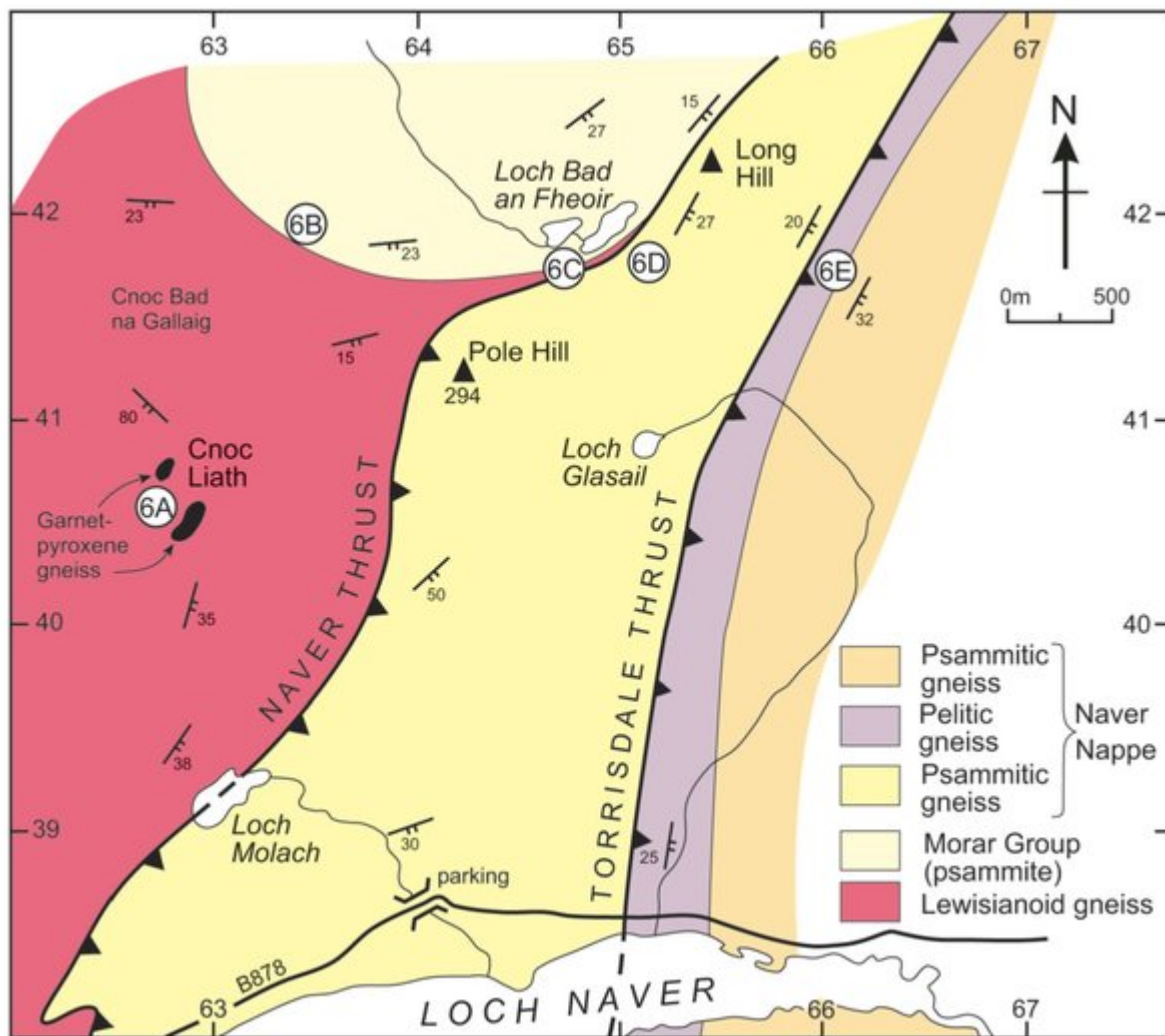 63
64
65
66
67
15
27
N
Long
Hill
Loch Bad
an Fheoir
42
23
6B
23
27
20
42
6C
6D
6E
0m 500
Cnoc Bad
na Gallaig
32
15
Pole Hill
294
41
80
41
Cnoc
Liath
Loch
Glasail
6A
Garnet-
pyroxene
gneiss
NAVER THRUST
50
TORRISDALE THRUST
40
35
40
Psammitic
gneiss
Pelitic
gneiss
Psammitic
gneiss
Naver
Nappe
Morar Group
(psammite)
Lewisianoid gneiss
38
39
Loch
Molach
30
25
parking
B878
LOCH NAVER
63
66
67